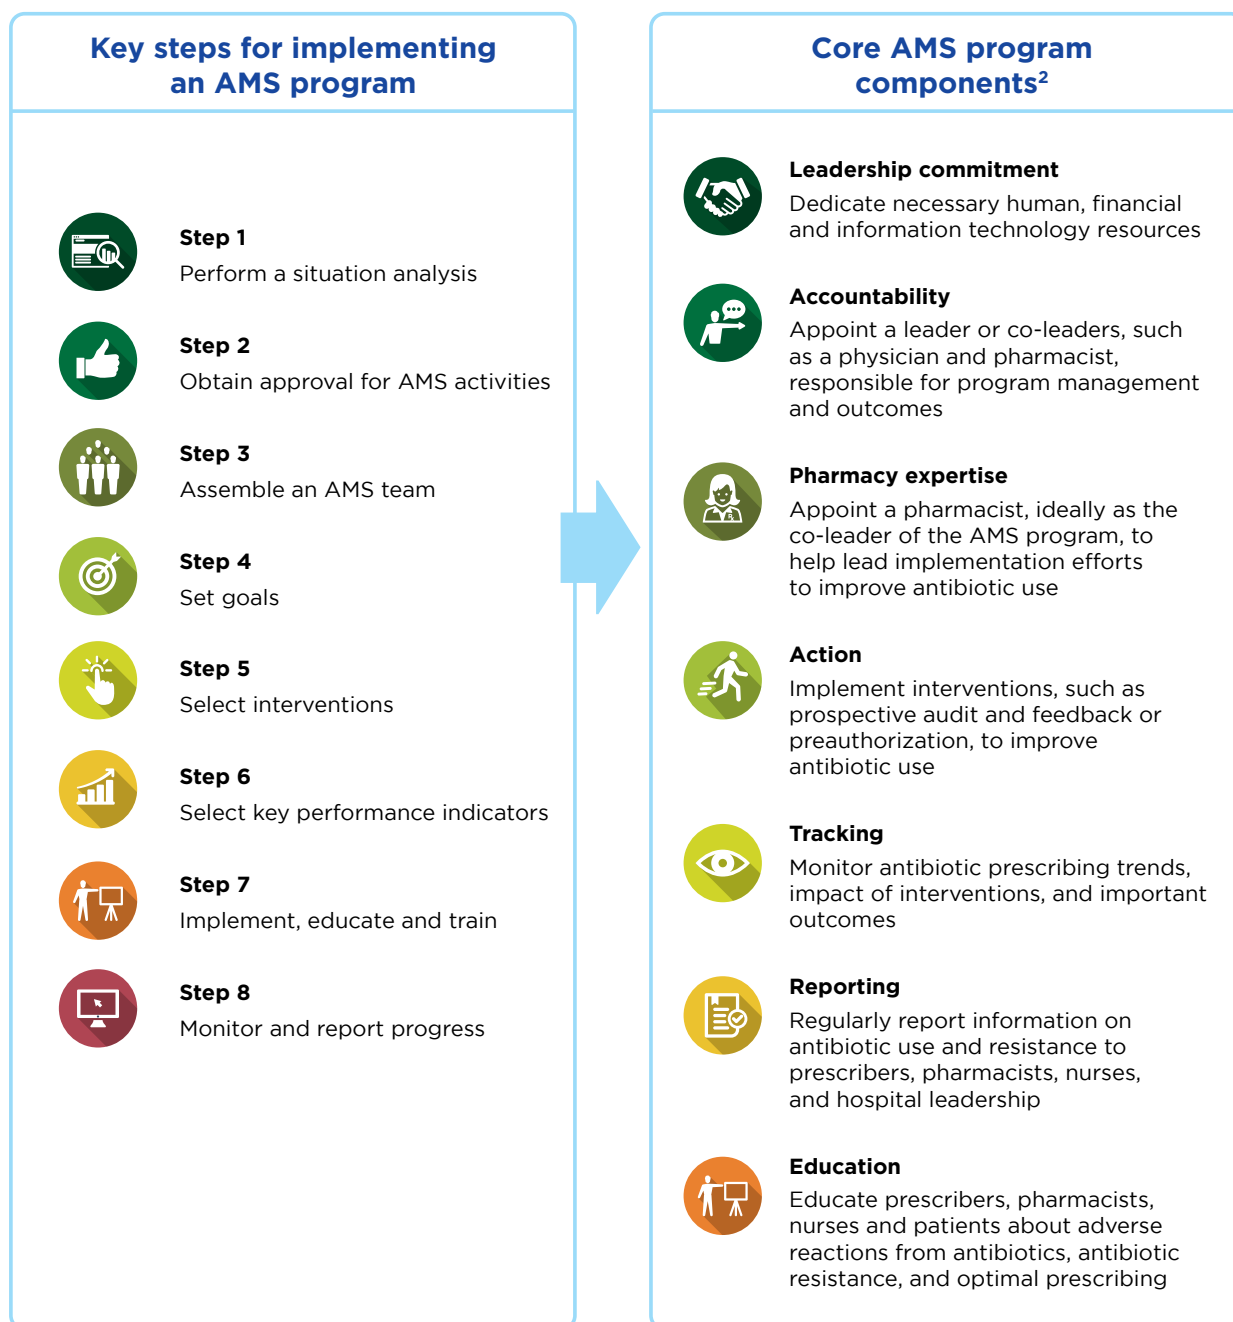 Key steps for implementing
an AMS program
Step 1
Perform a situation analysis
Step 2
Obtain approval for AMS activities
Step 3
Assemble an AMS team
Step 4
Set goals
Step 5
Select interventions
Step 6
Select key performance indicators
Step 7
Implement, educate and train
Step 8
Monitor and report progress
Core AMS program
components²
Leadership commitment
Dedicate necessary human, financial
and information technology resources
Accountability
Appoint a leader or co-leaders, such
as a physician and pharmacist,
responsible for program management
and outcomes
Pharmacy expertise
Appoint a pharmacist, ideally as the
co-leader of the AMS program, to
help lead implementation efforts
to improve antibiotic use
Action
Implement interventions, such as
prospective audit and feedback or
preauthorization, to improve
antibiotic use
Tracking
Monitor antibiotic prescribing trends,
impact of interventions, and important
outcomes
Reporting
Regularly report information on
antibiotic use and resistance to
prescribers, pharmacists, nurses,
and hospital leadership
Education
Educate prescribers, pharmacists,
nurses and patients about adverse
reactions from antibiotics, antibiotic
resistance, and optimal prescribing